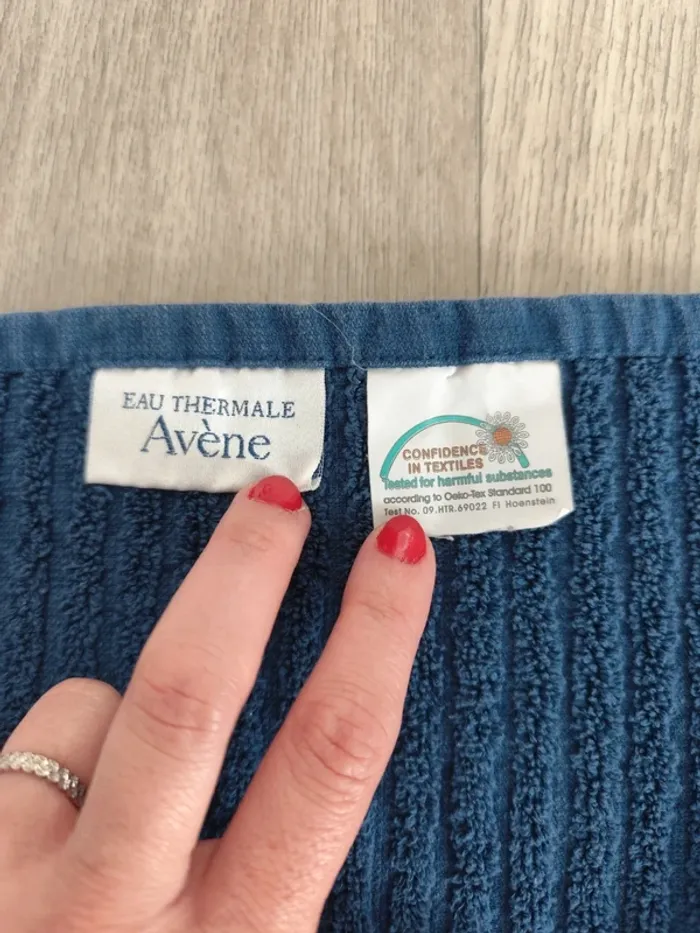 EAU THERMALE
Avène
CONFIDENCE
IN TEXTILES
Tested for harmful substances
according to Oeko-Tex Standard 100
Test No. 09.HTR.69022 FI Hoenstein